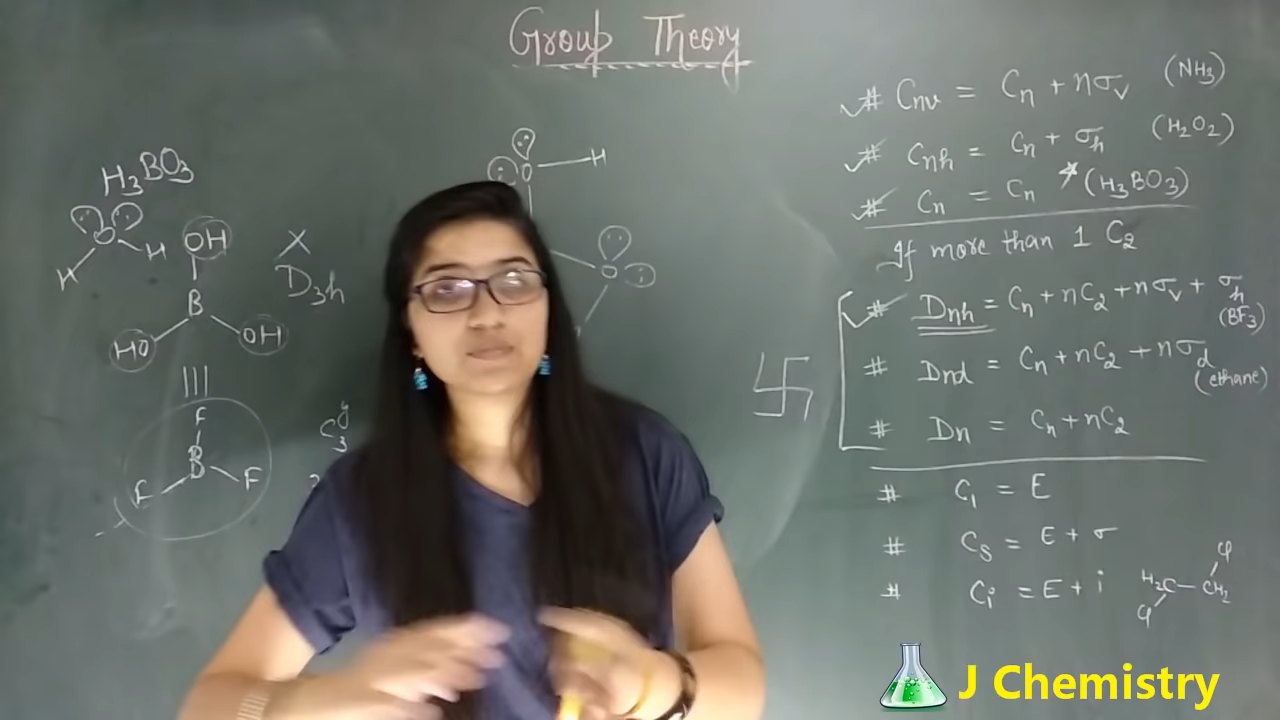 Group Theory
H₃BO₃
O
H
H
OH
B
HO
OH
X
D₃h
F
B
F
F
O
H
O
# Cnv = Cn + nσv (NH₃)
# Cnh = Cn + σh (H₂O₂)
# Cn = Cn (H₃BO₃)
If more than 1 C₂
# Dnh = Cn + nC₂ + nσv + σh (BF₃)
# Dnd = Cn + nC₂ + nσd (ethane)
# Dn = Cn + nC₂
# C₁ = E
# Cs = E + σ
# Ci = E + i
Cl
H₂C - CH₂
Cl
J Chemistry